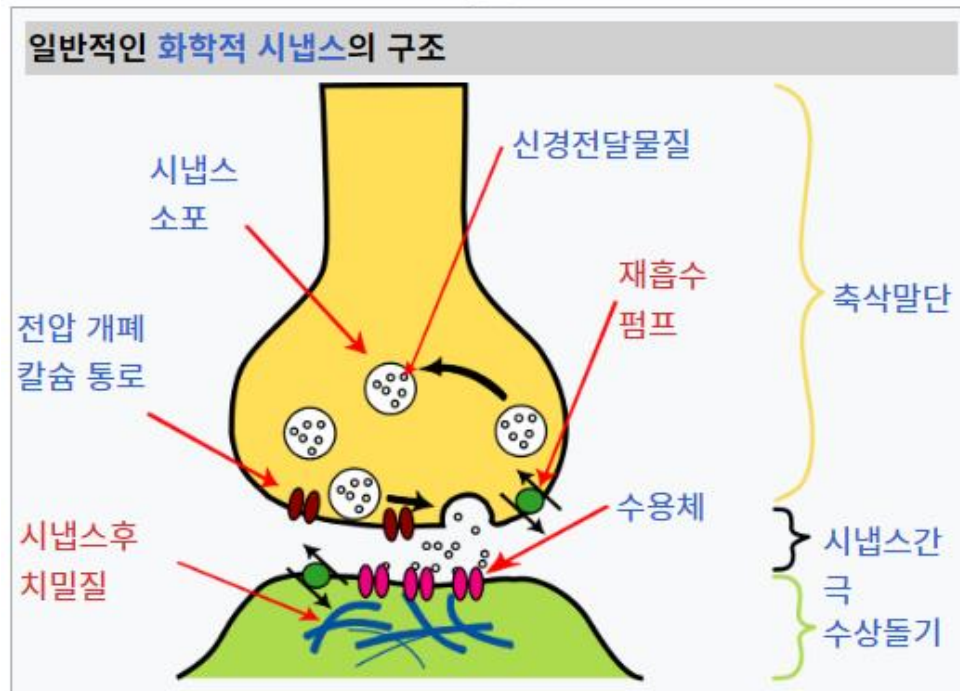 일반적인 화학적 시냅스의 구조
신경전달물질
시냅스
소포
재흡수
펌프
축삭말단
전압 개폐
칼슘 통로
수용체
시냅스후
치밀질
시냅스간
극
수상돌기